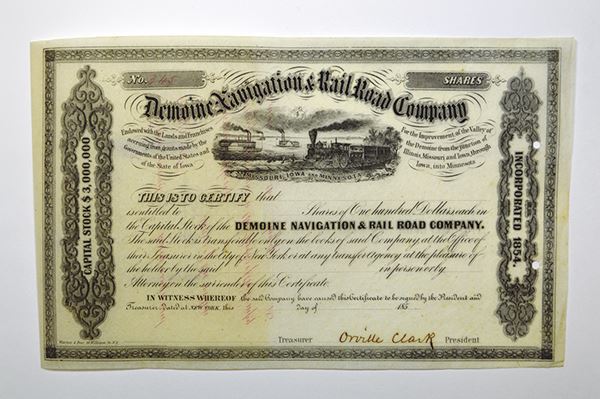 No. 245 SHARES
Demoine Navigation & Rail Road Company
Endowed with the Lands and Franchises
accruing from grants made by the
Governments of the United States and
of the State of Iowa
For the Improvement of the Valley of
the Demoine from the junction of
Illinois, Missouri and Iowa, through
Iowa, into Minnesota.
MISSOURI, IOWA AND MINNESOTA
CAPITAL STOCK $3,000,000
INCORPORATED 1854.
THIS IS TO CERTIFY that
is entitled to Shares of One hundred Dollars each in
the Capital Stock of the DEMOINE NAVIGATION & RAIL ROAD COMPANY.
The said Stock is transferable only on the books of said Company at the Office of
their Treasurer in the City of New York or at any transfer Agency at the pleasure of
the holder by the said in person or by
Attorney on the surrender of this Certificate.
IN WITNESS WHEREOF the said Company have caused this Certificate to be signed by the President and
Treasurer dated at NEW YORK, this day of 185
Treasurer Orville Clark President